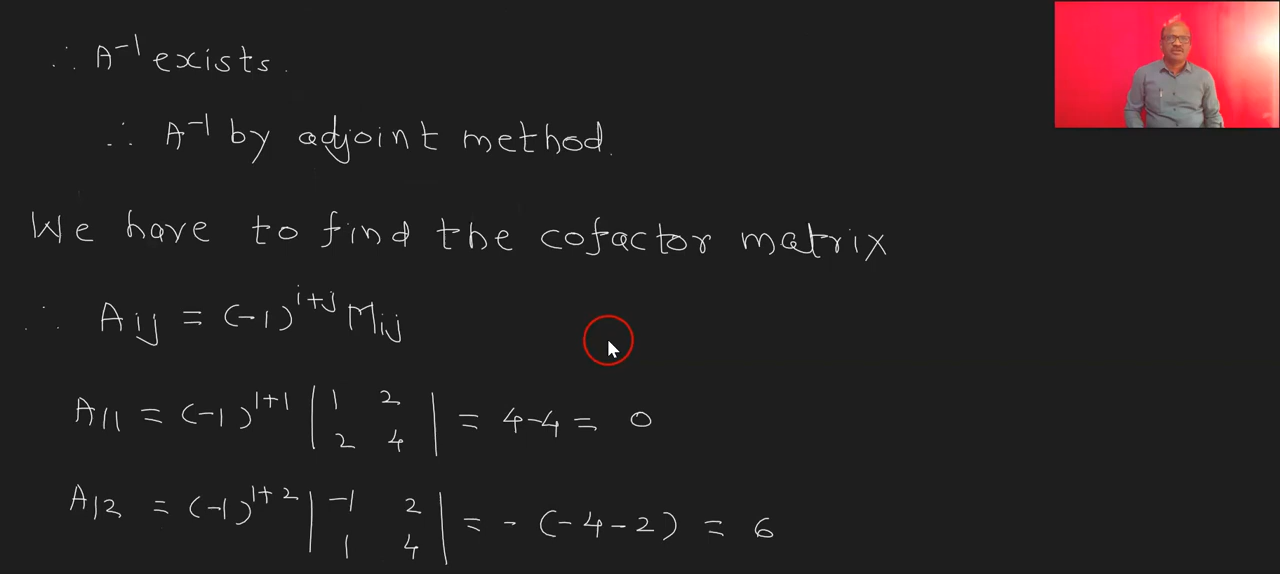 ∴ A⁻¹ exists.
∴ A⁻¹ by adjoint method.
We have to find the cofactor matrix
∴ Aij = (-1)^i+j Mij
A11 = (-1)^1+1 | 1 2 ; 2 4 | = 4-4 = 0
A12 = (-1)^1+2 | -1 2 ; 1 4 | = - (-4-2) = 6